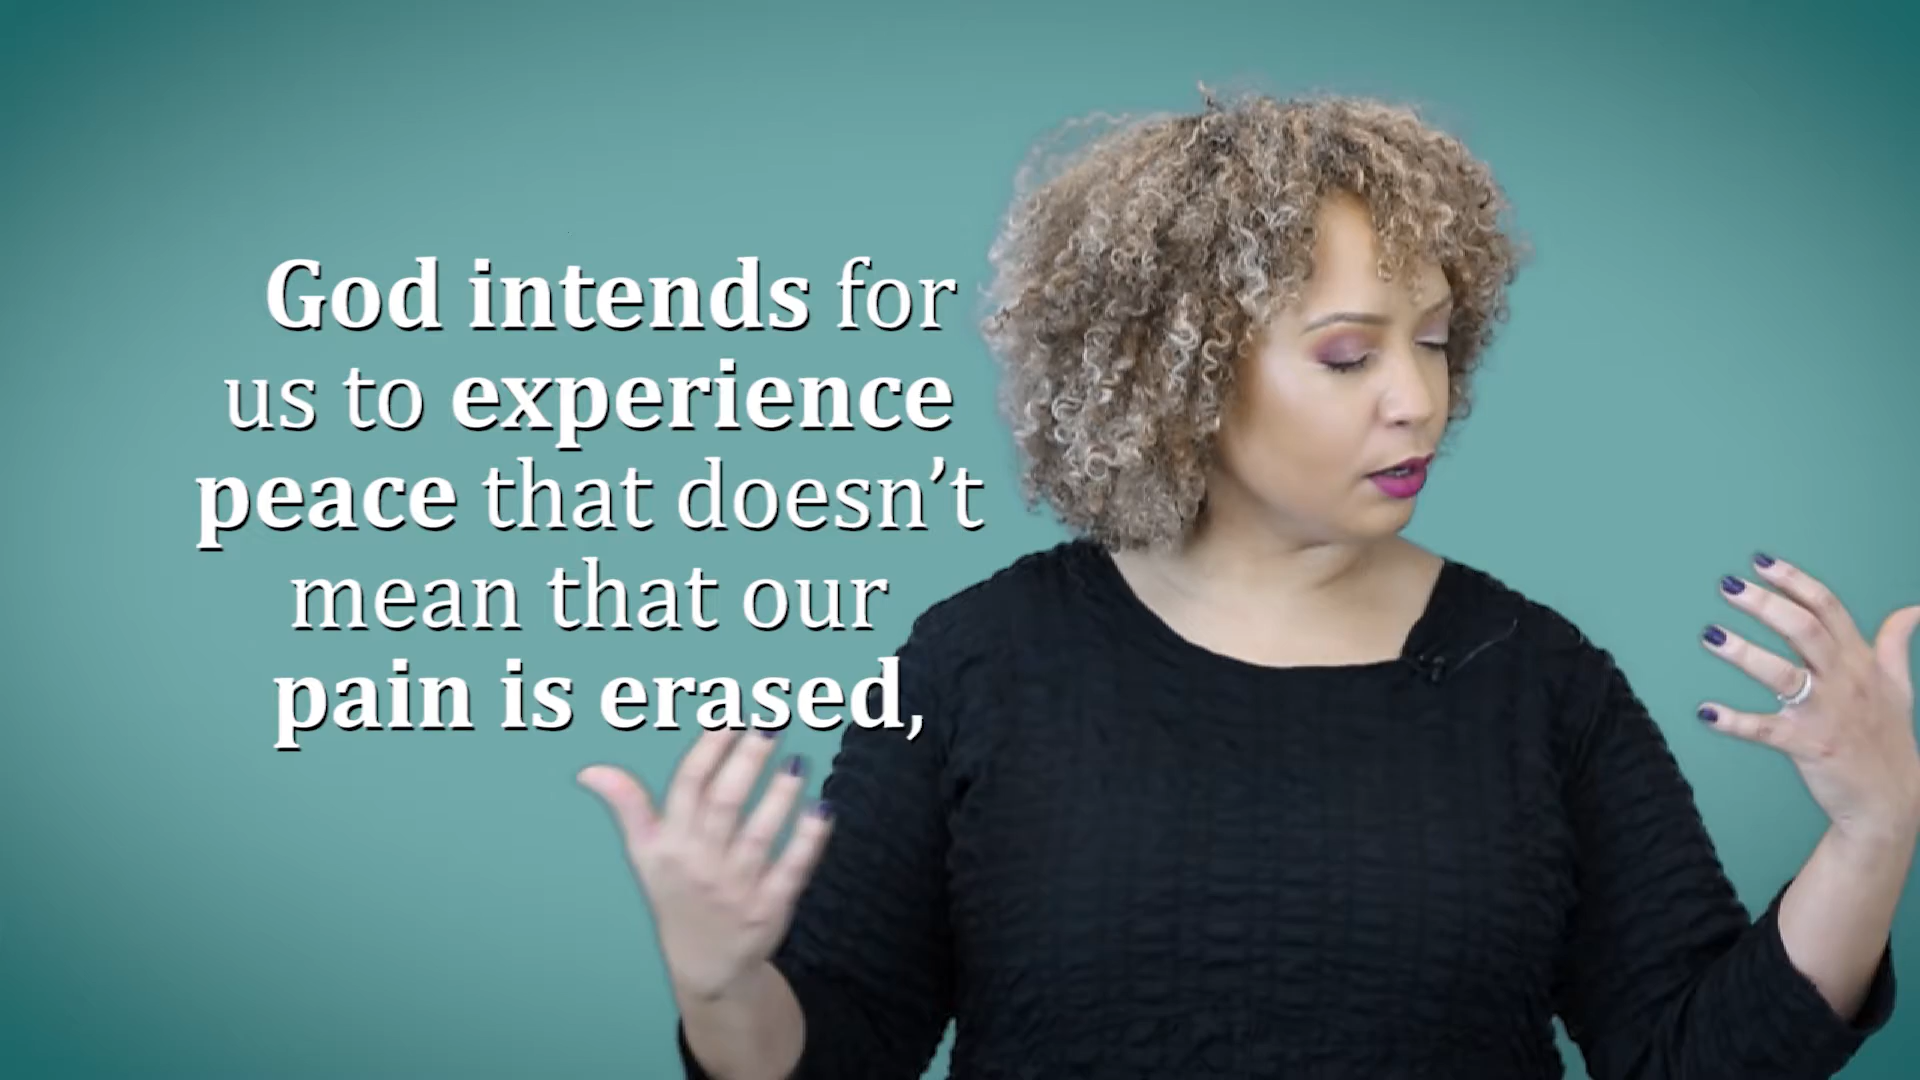 God intends for
us to experience
peace that doesn’t
mean that our
pain is erased,